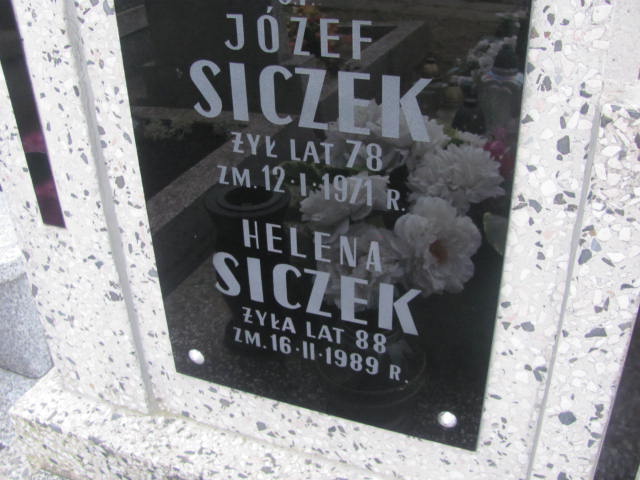 JÓZEF
SICZEK
ŻYŁ LAT 78
ZM. 12·I·1971 R.
HELENA
SICZEK
ŻYŁA LAT 88
ZM. 16·II·1989 R.